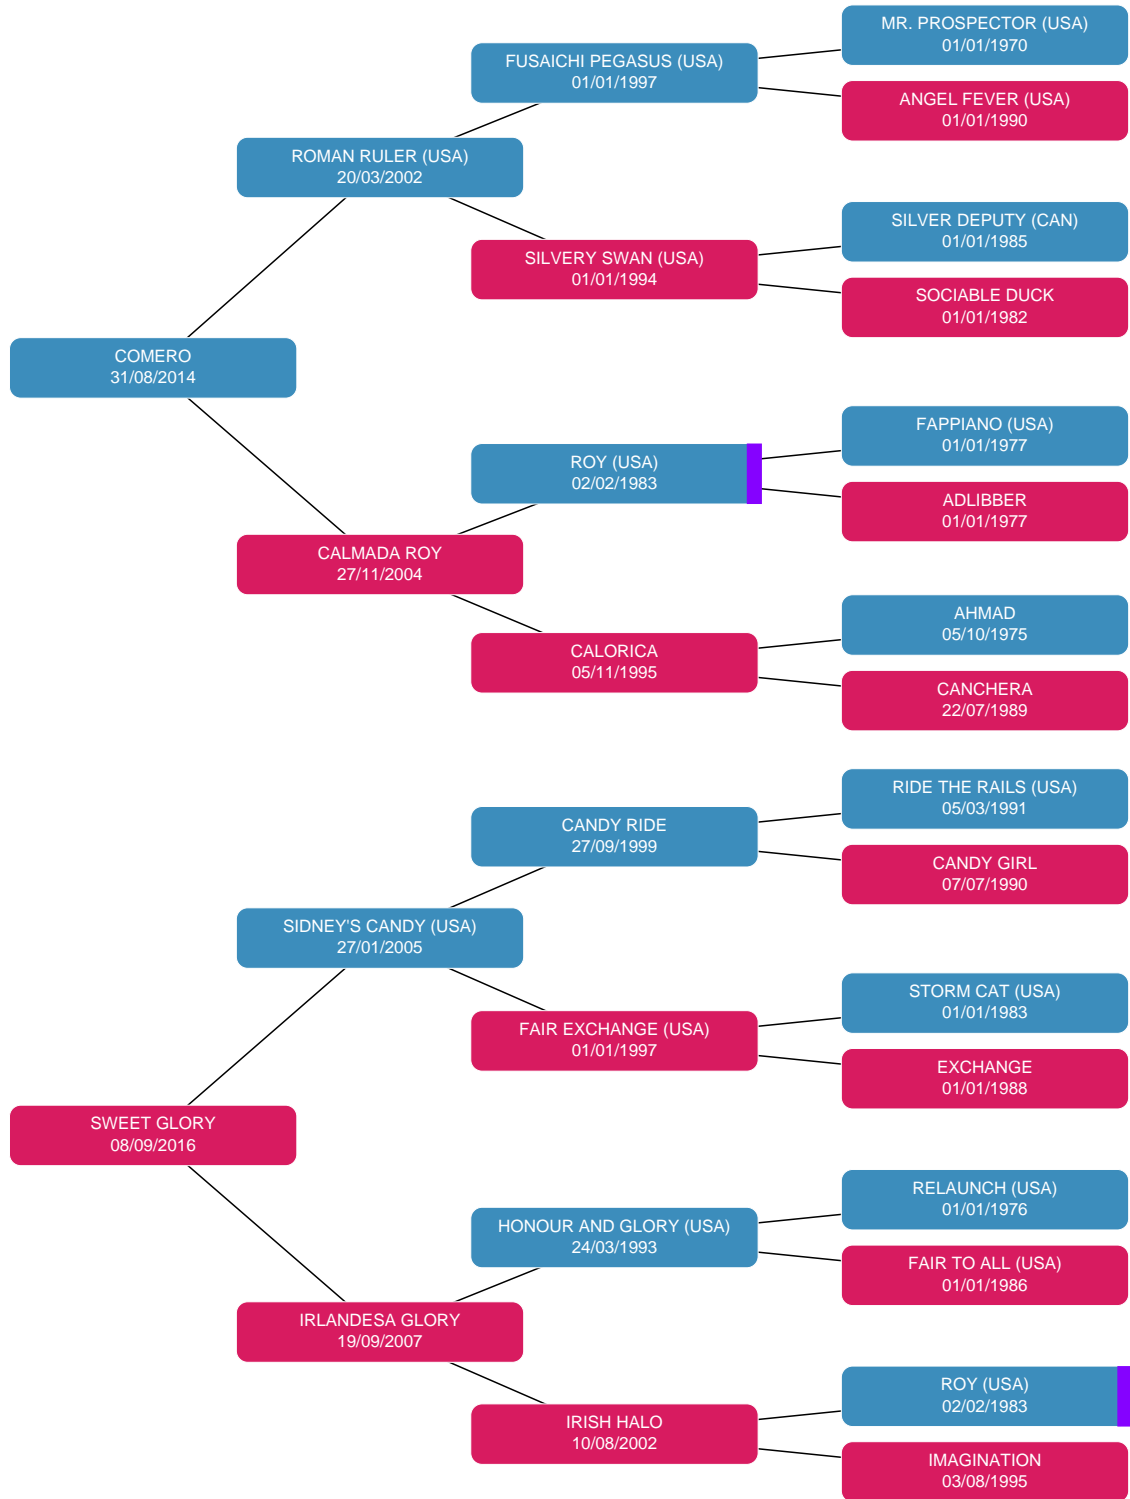 MR. PROSPECTOR (USA)
01/01/1970
FUSAICHI PEGASUS (USA)
01/01/1997
ANGEL FEVER (USA)
01/01/1990
ROMAN RULER (USA)
20/03/2002
SILVER DEPUTY (CAN)
01/01/1985
SILVERY SWAN (USA)
01/01/1994
SOCIABLE DUCK
01/01/1982
COMERO
31/08/2014
FAPPIANO (USA)
01/01/1977
ROY (USA)
02/02/1983
ADLIBBER
01/01/1977
CALMADA ROY
27/11/2004
AHMAD
05/10/1975
CALORICA
05/11/1995
CANCHERA
22/07/1989
RIDE THE RAILS (USA)
05/03/1991
CANDY RIDE
27/09/1999
CANDY GIRL
07/07/1990
SIDNEY'S CANDY (USA)
27/01/2005
STORM CAT (USA)
01/01/1983
FAIR EXCHANGE (USA)
01/01/1997
EXCHANGE
01/01/1988
SWEET GLORY
08/09/2016
RELAUNCH (USA)
01/01/1976
HONOUR AND GLORY (USA)
24/03/1993
FAIR TO ALL (USA)
01/01/1986
IRLANDESA GLORY
19/09/2007
ROY (USA)
02/02/1983
IRISH HALO
10/08/2002
IMAGINATION
03/08/1995